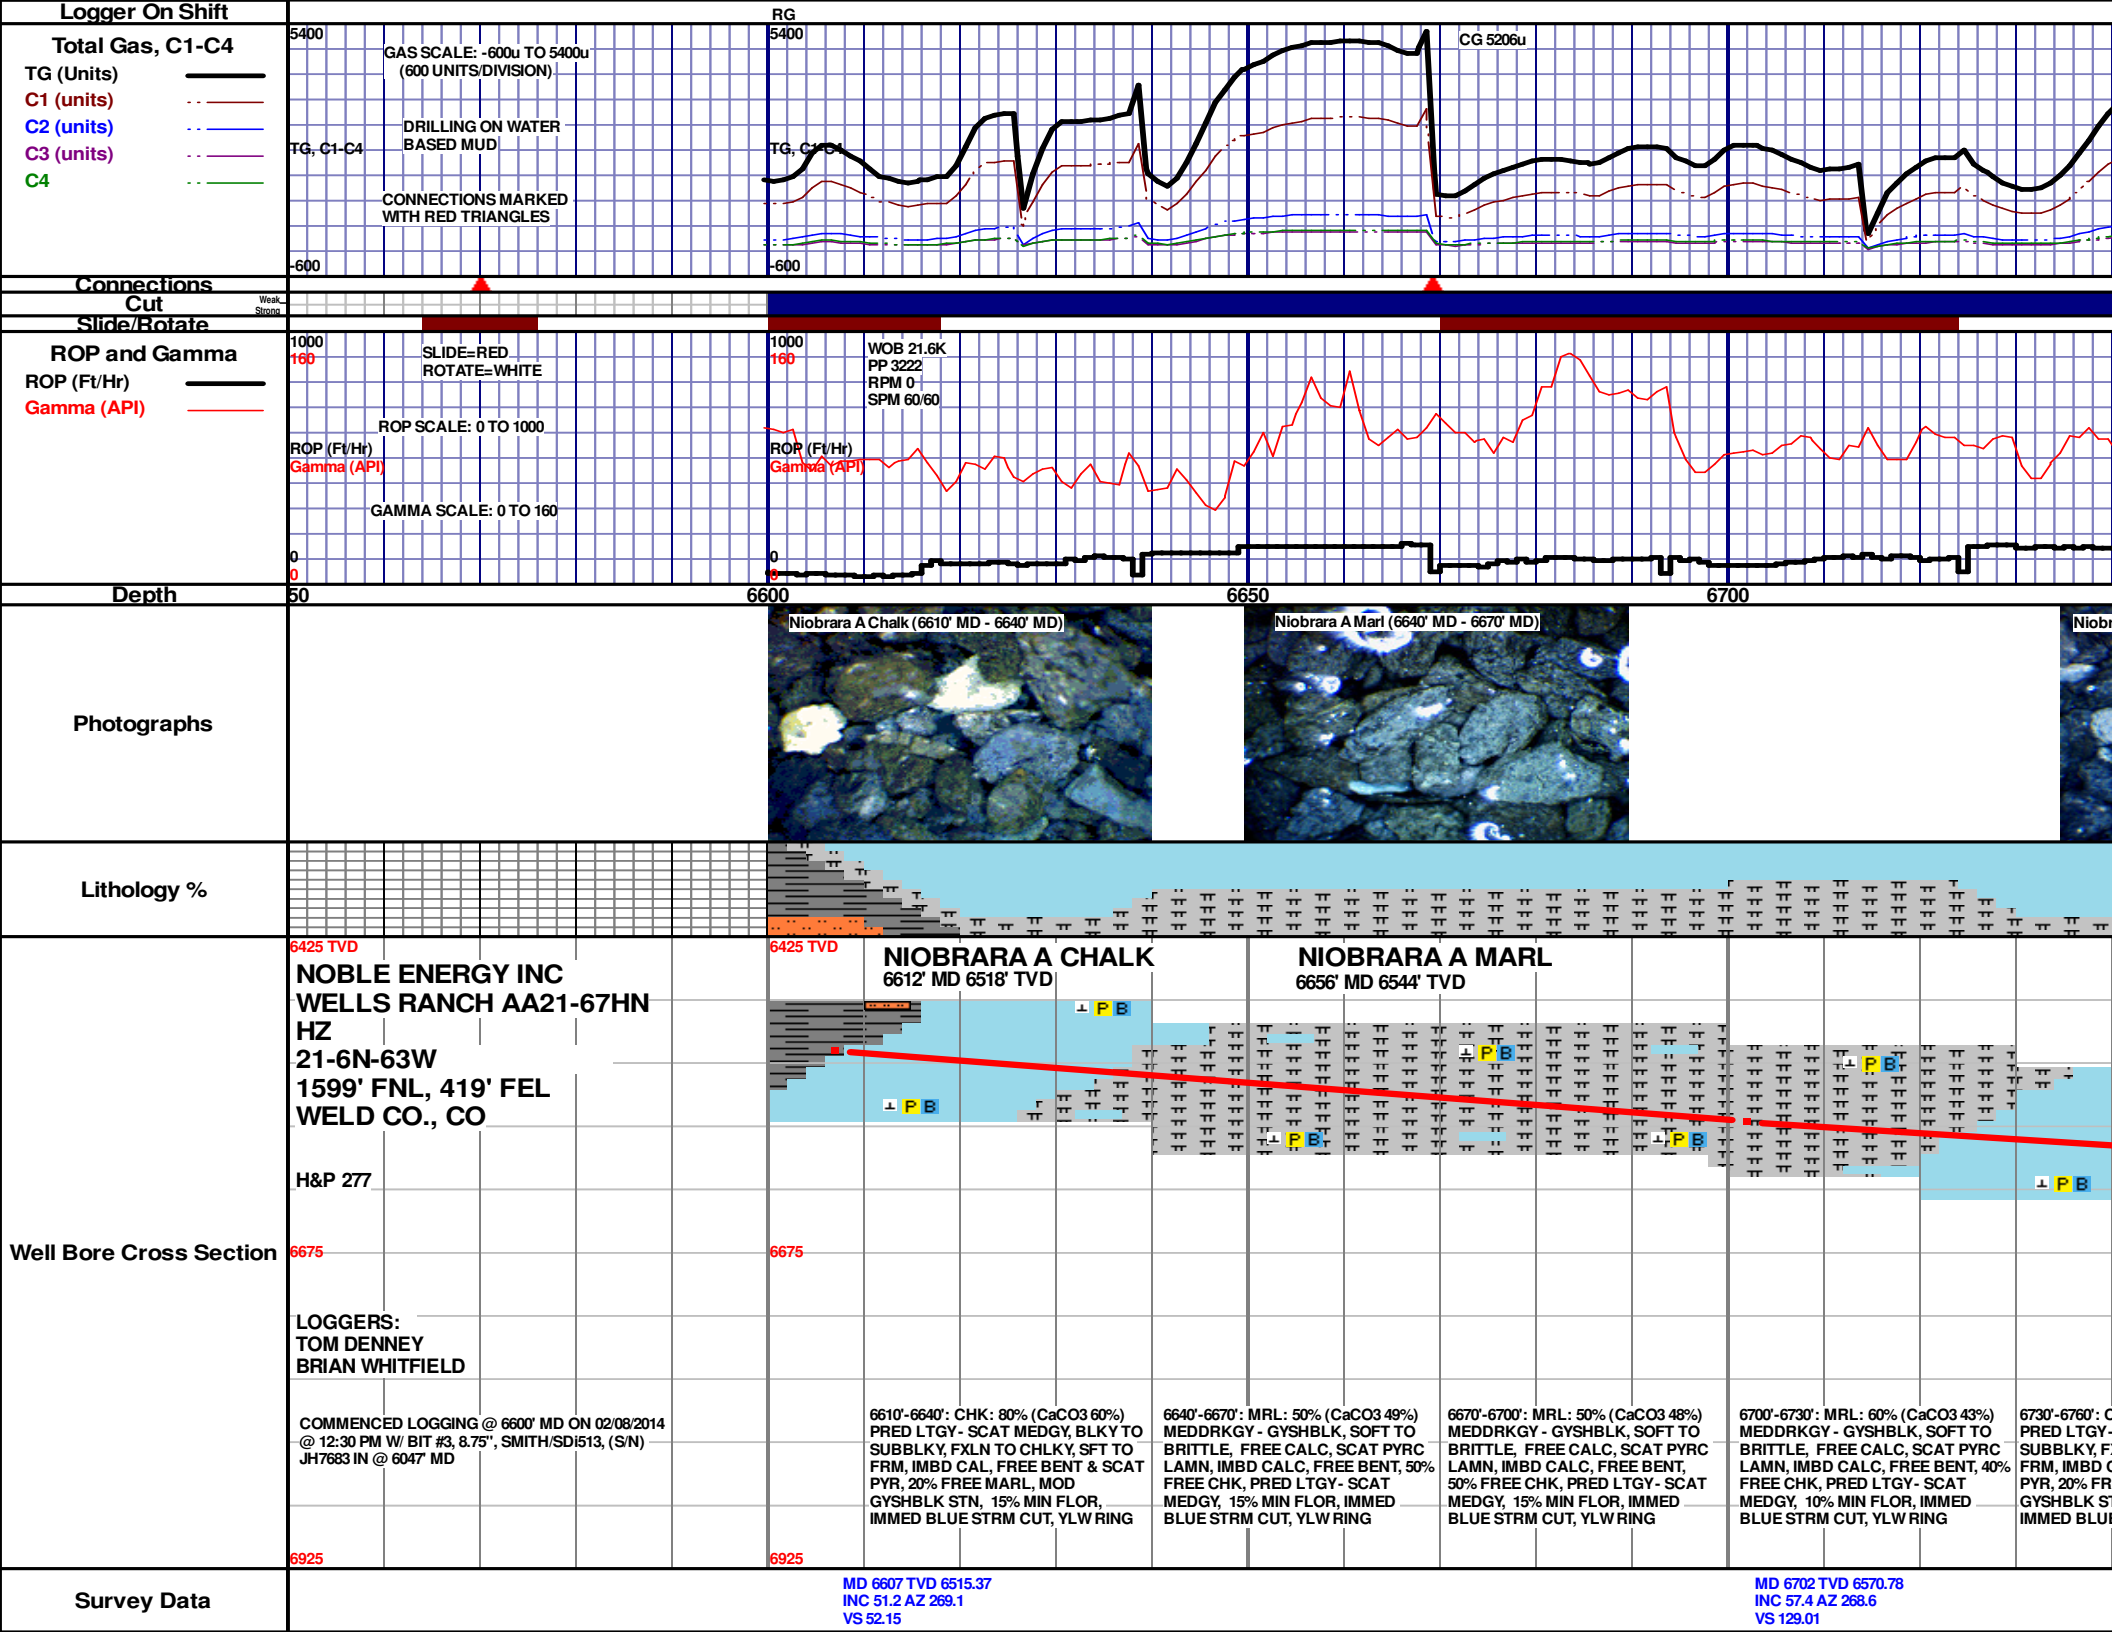 Logger On Shift
RG
Total Gas, C1-C4
TG (Units)
C1 (units)
C2 (units)
C3 (units)
C4
5400
GAS SCALE: -600u TO 5400u
(600 UNITS/DIVISION)
DRILLING ON WATER
BASED MUD
TG, C1-C4
CONNECTIONS MARKED
WITH RED TRIANGLES
-600
5400
TG, C1-C4
-600
CG 5206u
Connections
Cut
Weak
Strong
Slide/Rotate
ROP and Gamma
ROP (Ft/Hr)
Gamma (API)
1000
160
SLIDE=RED
ROTATE=WHITE
ROP SCALE: 0 TO 1000
ROP (Ft/Hr)
Gamma (API)
GAMMA SCALE: 0 TO 160
0
0
1000
160
WOB 21.6K
PP 3222
RPM 0
SPM 60/60
ROP (Ft/Hr)
Gamma (API)
0
0
Depth
50
6600
6650
6700
Photographs
Niobrara A Chalk (6610' MD - 6640' MD)
Niobrara A Marl (6640' MD - 6670' MD)
Niobr
Lithology %
Well Bore Cross Section
6425 TVD
NOBLE ENERGY INC
WELLS RANCH AA21-67HN
HZ
21-6N-63W
1599' FNL, 419' FEL
WELD CO., CO
H&P 277
6675
LOGGERS:
TOM DENNEY
BRIAN WHITFIELD
COMMENCED LOGGING @ 6600' MD ON 02/08/2014
@ 12:30 PM W/ BIT #3, 8.75", SMITH/SDi513, (S/N)
JH7683 IN @ 6047' MD
6925
6425 TVD
NIOBRARA A CHALK
6612' MD 6518' TVD
NIOBRARA A MARL
6656' MD 6544' TVD
P B
P B
P B
P B
P B
P B
P B
6675
6610'-6640': CHK: 80% (CaCO3 60%)
PRED LTGY - SCAT MEDGY, BLKY TO
SUBBLKY, FXLN TO CHLKY, SFT TO
FRM, IMBD CAL, FREE BENT & SCAT
PYR, 20% FREE MARL, MOD
GYSHBLK STN, 15% MIN FLOR,
IMMED BLUE STRM CUT, YLW RING
6640'-6670': MRL: 50% (CaCO3 49%)
MEDDRKGY - GYSHBLK, SOFT TO
BRITTLE, FREE CALC, SCAT PYRC
LAMN, IMBD CALC, FREE BENT, 50%
FREE CHK, PRED LTGY - SCAT
MEDGY, 15% MIN FLOR, IMMED
BLUE STRM CUT, YLW RING
6670'-6700': MRL: 50% (CaCO3 48%)
MEDDRKGY - GYSHBLK, SOFT TO
BRITTLE, FREE CALC, SCAT PYRC
LAMN, IMBD CALC, FREE BENT,
50% FREE CHK, PRED LTGY - SCAT
MEDGY, 15% MIN FLOR, IMMED
BLUE STRM CUT, YLW RING
6700'-6730': MRL: 60% (CaCO3 43%)
MEDDRKGY - GYSHBLK, SOFT TO
BRITTLE, FREE CALC, SCAT PYRC
LAMN, IMBD CALC, FREE BENT, 40%
FREE CHK, PRED LTGY - SCAT
MEDGY, 10% MIN FLOR, IMMED
BLUE STRM CUT, YLW RING
6730'-6760': C
PRED LTGY -
SUBBLKY, F
FRM, IMBD C
PYR, 20% FR
GYSHBLK ST
IMMED BLUE
6925
Survey Data
MD 6607 TVD 6515.37
INC 51.2 AZ 269.1
VS 52.15
MD 6702 TVD 6570.78
INC 57.4 AZ 268.6
VS 129.01